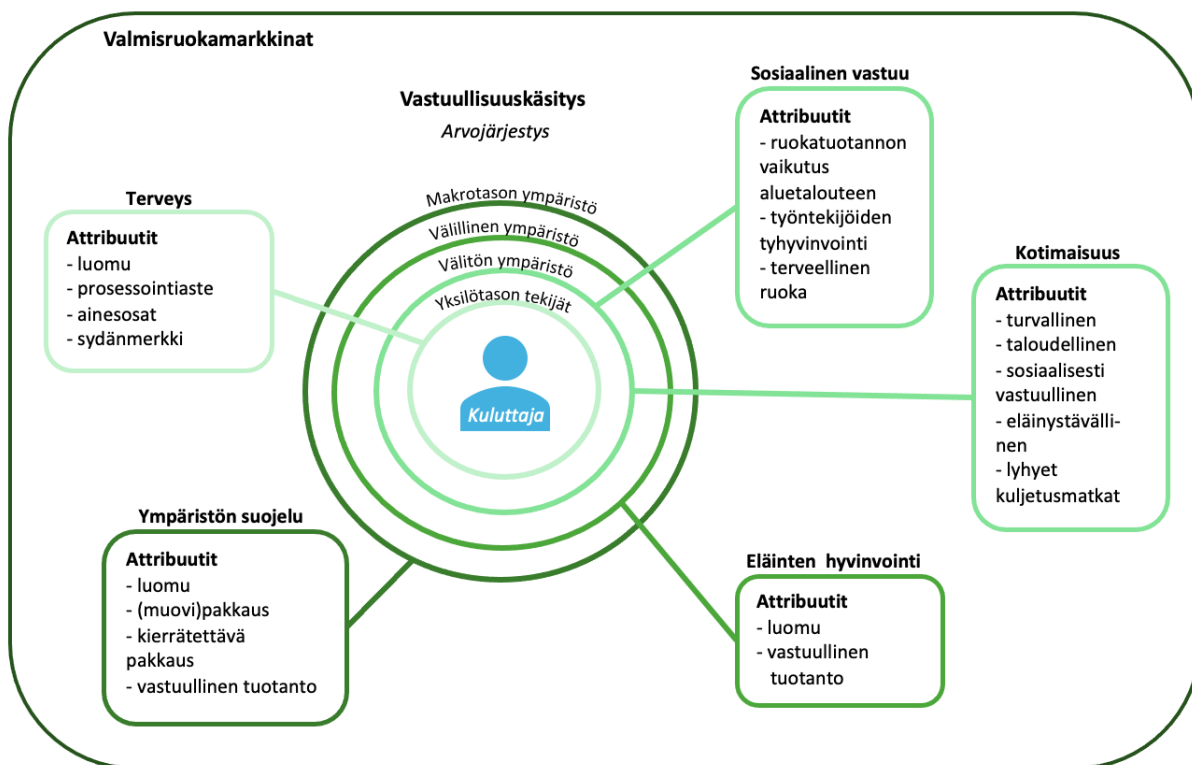 Valmisruokamarkkinat
Vastuullisuuskäsitys
Arvojärjestys
Makrotason ympäristö
Välillinen ympäristö
Välitön ympäristö
Yksilötason tekijät
Kuluttaja
Terveys
Attribuutit
- luomu
- prosessointiaste
- ainesosat
- sydänmerkki
Sosiaalinen vastuu
Attribuutit
- ruokatuotannon
vaikutus
aluetalouteen
- työntekijöiden
tyhyvinvointi
- terveellinen
ruoka
Kotimaisuus
Attribuutit
- turvallinen
- taloudellinen
- sosiaalisesti
vastuullinen
- eläinystävälli-
nen
- lyhyet
kuljetusmatkat
Ympäristön suojelu
Attribuutit
- luomu
- (muovi)pakkaus
- kierrätettävä
pakkaus
- vastuullinen tuotanto
Eläinten hyvinvointi
Attribuutit
- luomu
- vastuullinen
tuotanto